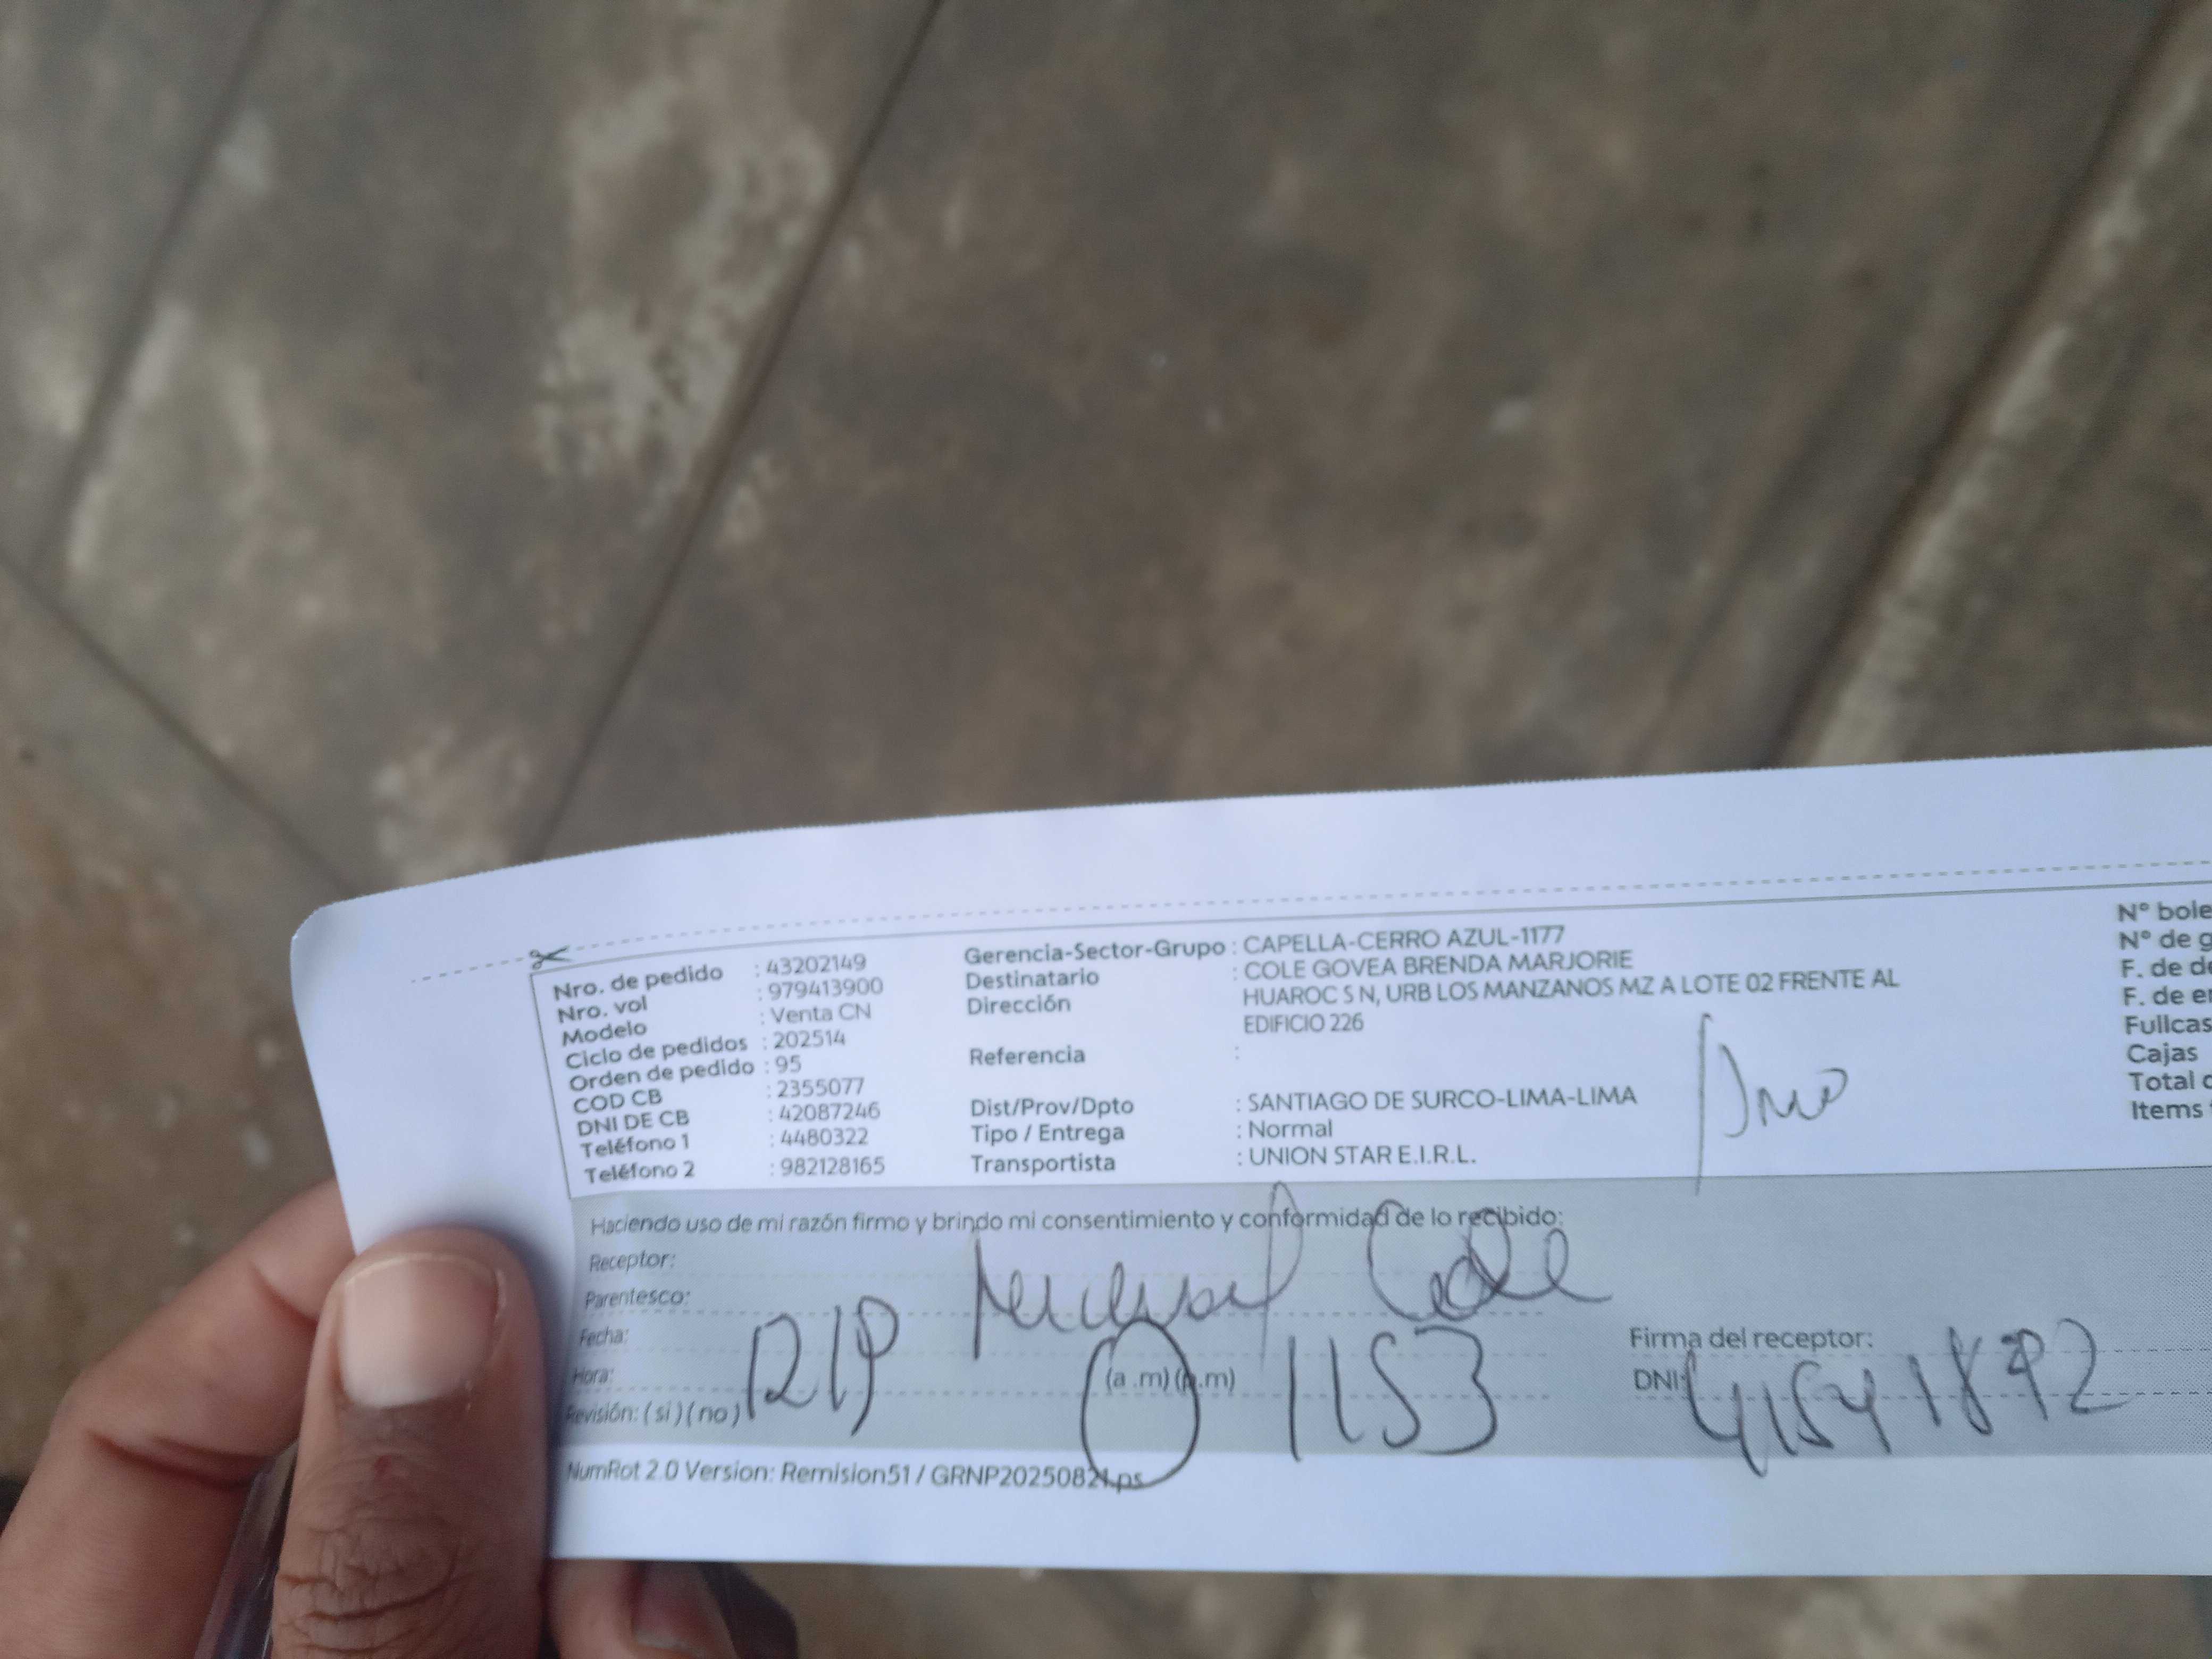 Nro. de pedido : 43202149
Nro. vol : 979413900
Modelo : Venta CN
Ciclo de pedidos : 202514
Orden de pedido : 95
COD CB : 2355077
DNI DE CB : 42087246
Teléfono 1 : 4480322
Teléfono 2 : 982128165
Gerencia-Sector-Grupo : CAPELLA-CERRO AZUL-1177
Destinatario : COLE GOVEA BRENDA MARJORIE
Dirección HUAROC S N, URB LOS MANZANOS MZ A LOTE 02 FRENTE AL
EDIFICIO 226
Referencia :
Dist/Prov/Dpto : SANTIAGO DE SURCO-LIMA-LIMA
Tipo / Entrega : Normal
Transportista : UNION STAR E.I.R.L.
N° bole
N° de g
F. de de
F. de en
Fullcas
Cajas
Total
Items
Haciendo uso de mi razón firmo y brindo mi consentimiento y conformidad de lo recibido:
Receptor: Cole
Parentesco:
Fecha:
Hora: (a .m) (p.m) 1153
Revisión: ( si ) ( no )
Firma del receptor:
DNI: 41541892
NumRot 2.0 Version: Remision51 / GRNP20250821.ps